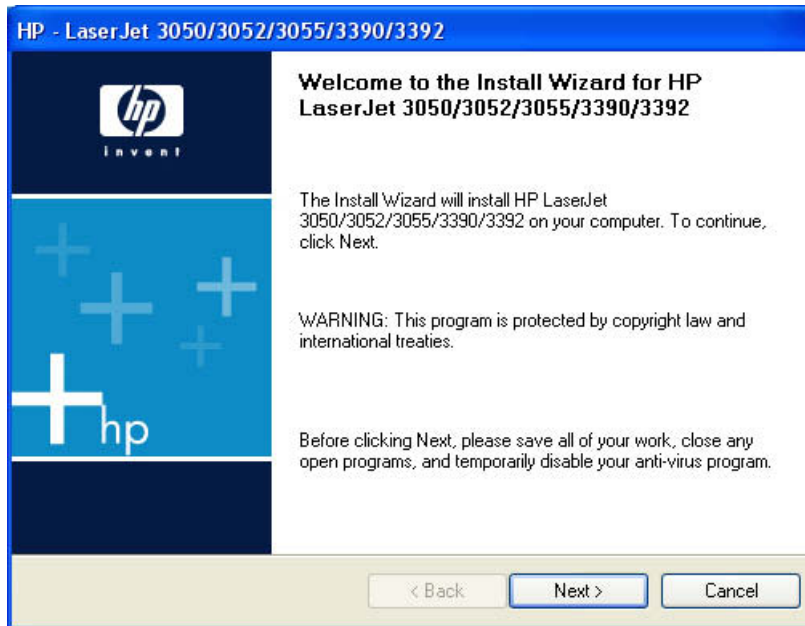 HP - LaserJet 3050/3052/3055/3390/3392
hp
invent
hp
Welcome to the Install Wizard for HP
LaserJet 3050/3052/3055/3390/3392
The Install Wizard will install HP LaserJet
3050/3052/3055/3390/3392 on your computer. To continue,
click Next.
WARNING: This program is protected by copyright law and
international treaties.
Before clicking Next, please save all of your work, close any
open programs, and temporarily disable your anti-virus program.
< Back
Next >
Cancel